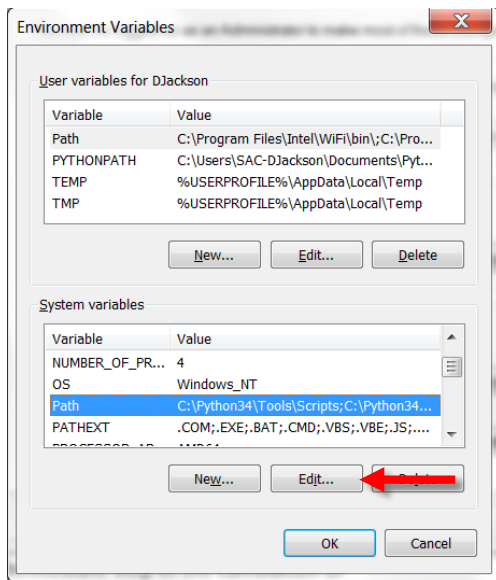 Environment Variables
User variables for DJackson
Variable Value
Path C:\Program Files\Intel\WiFi\bin\;C:\Pro...
PYTHONPATH C:\Users\SAC-DJackson\Documents\Pyt...
TEMP %USERPROFILE%\AppData\Local\Temp
TMP %USERPROFILE%\AppData\Local\Temp
New... Edit... Delete
System variables
Variable Value
NUMBER_OF_PR... 4
OS Windows_NT
Path C:\Python34\Tools\Scripts;C:\Python34...
PATHEXT .COM;.EXE;.BAT;.CMD;.VBS;.VBE;.JS;....
New... Edit...
OK Cancel